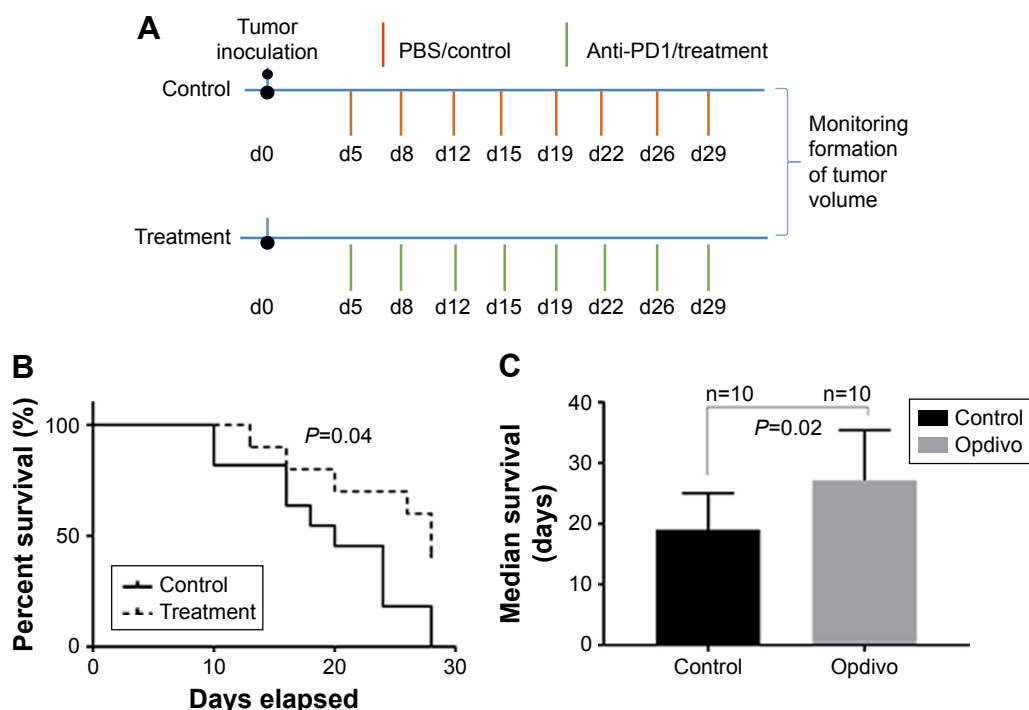 A
Tumor
inoculation
PBS/control
Anti-PD1/treatment
Control
d0 d5 d8 d12 d15 d19 d22 d26 d29
Monitoring
formation
of tumor
volume
Treatment
d0 d5 d8 d12 d15 d19 d22 d26 d29
B
Percent survival (%)
100
50
0
P=0.04
Control
Treatment
0 10 20 30
Days elapsed
C
Median survival
(days)
40
30
20
10
0
n=10 n=10
P=0.02
Control
Opdivo
Control Opdivo